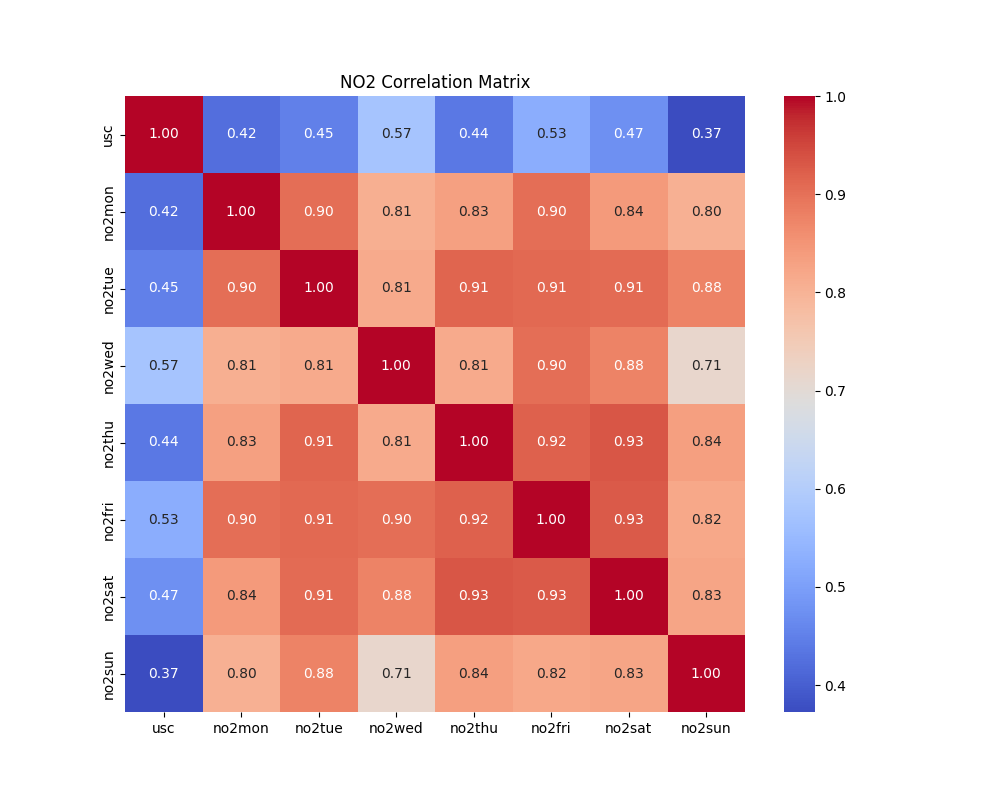 NO2 Correlation Matrix
usc 1.00 0.42 0.45 0.57 0.44 0.53 0.47 0.37
no2mon 0.42 1.00 0.90 0.81 0.83 0.90 0.84 0.80
no2tue 0.45 0.90 1.00 0.81 0.91 0.91 0.91 0.88
no2wed 0.57 0.81 0.81 1.00 0.81 0.90 0.88 0.71
no2thu 0.44 0.83 0.91 0.81 1.00 0.92 0.93 0.84
no2fri 0.53 0.90 0.91 0.90 0.92 1.00 0.93 0.82
no2sat 0.47 0.84 0.91 0.88 0.93 0.93 1.00 0.83
no2sun 0.37 0.80 0.88 0.71 0.84 0.82 0.83 1.00
usc no2mon no2tue no2wed no2thu no2fri no2sat no2sun
1.0
0.9
0.8
0.7
0.6
0.5
0.4